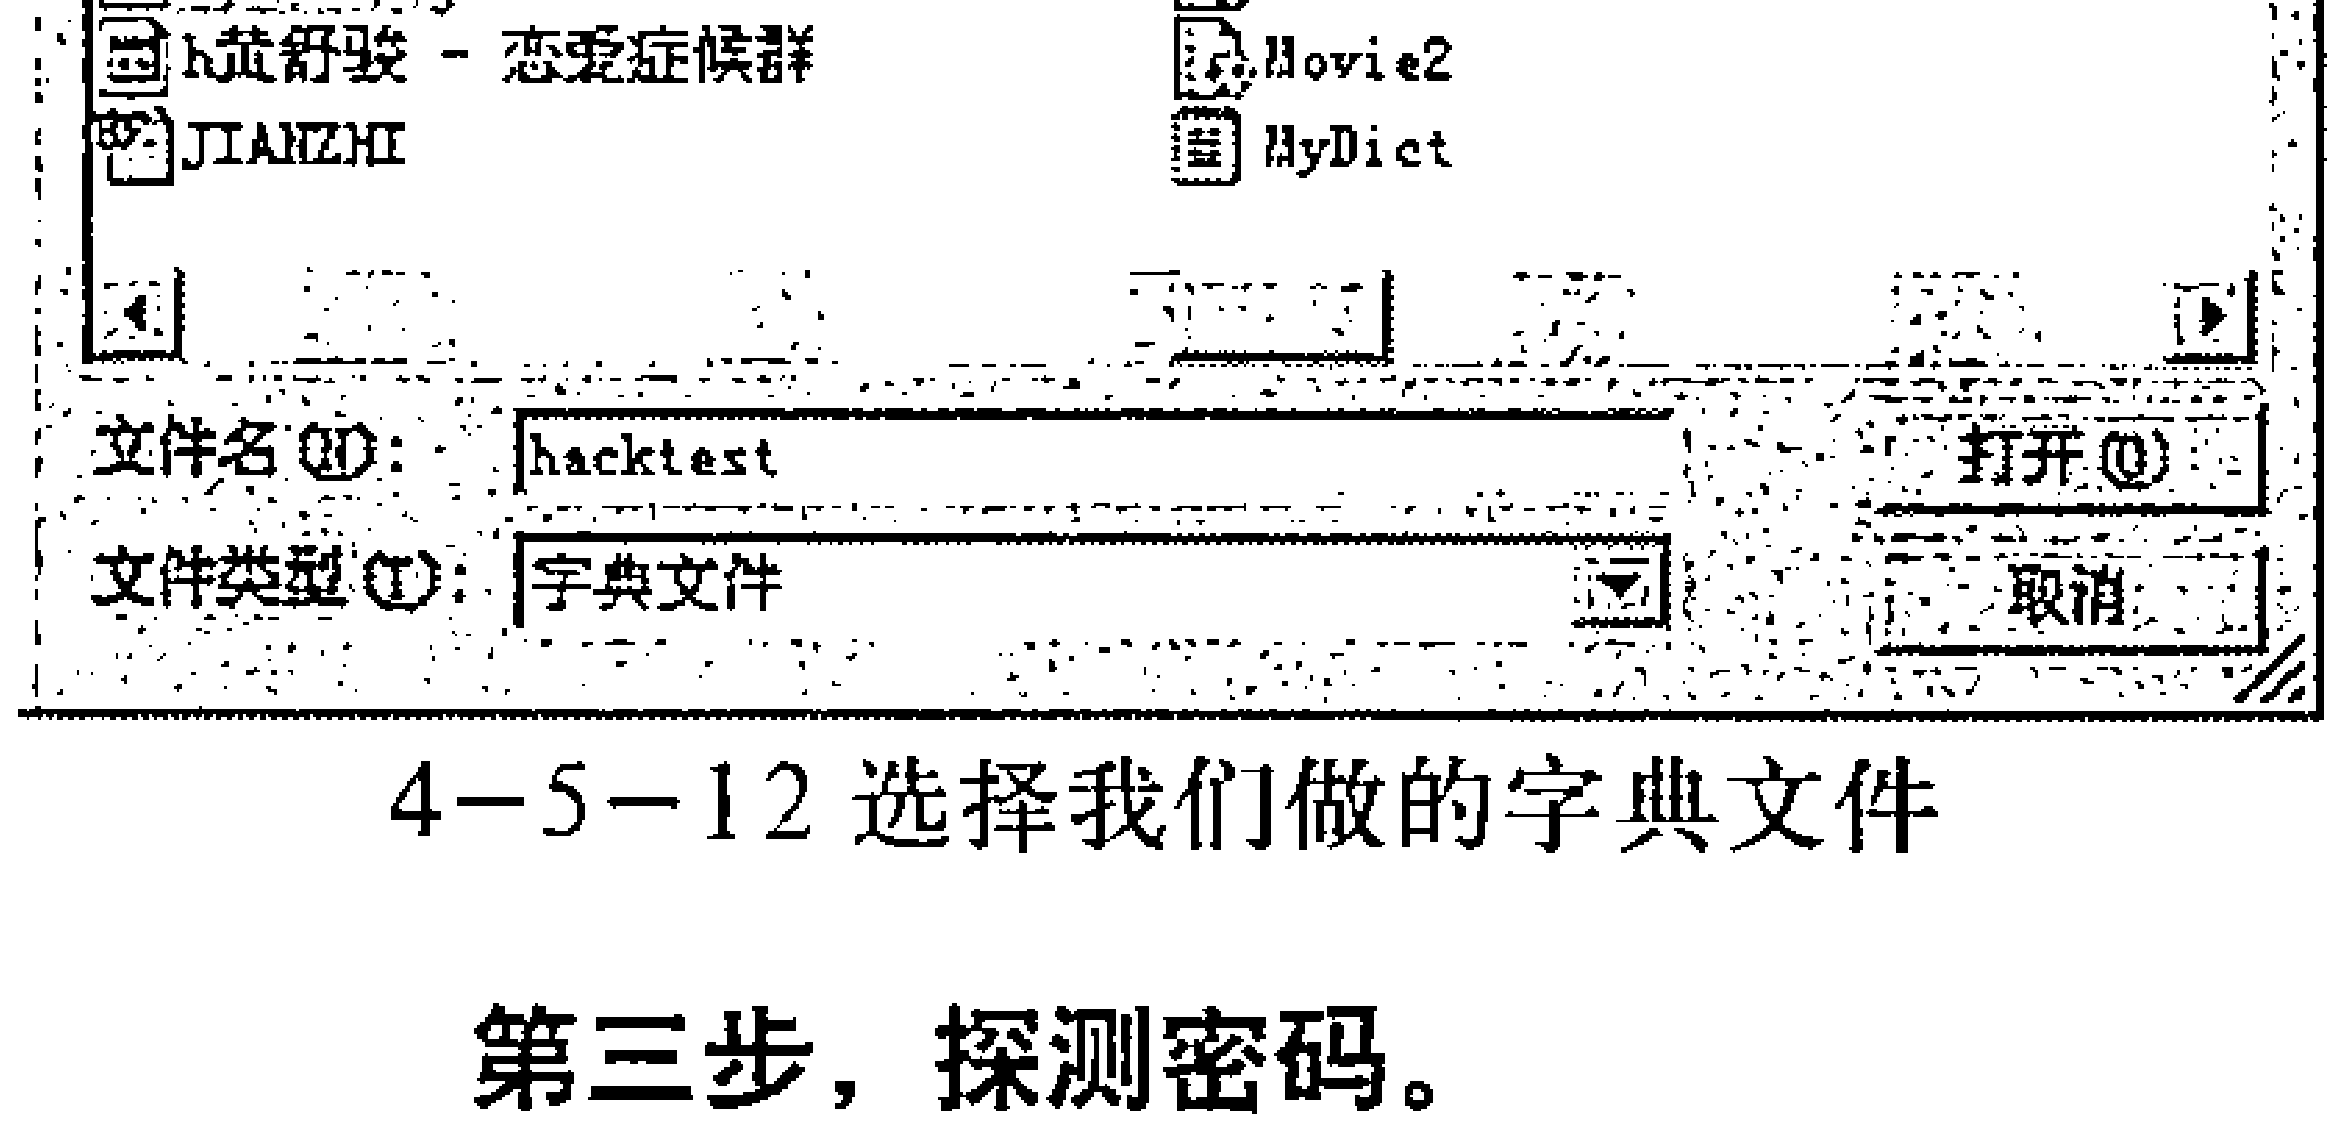 h黄舒骏 - 恋爱症候群
Movie2
JIANZHI
MyDict
文件名(N):
hacktest
打开(O)
文件类型(T):
字典文件
取消
4－5－12 选择我们做的字典文件
第三步，探测密码。